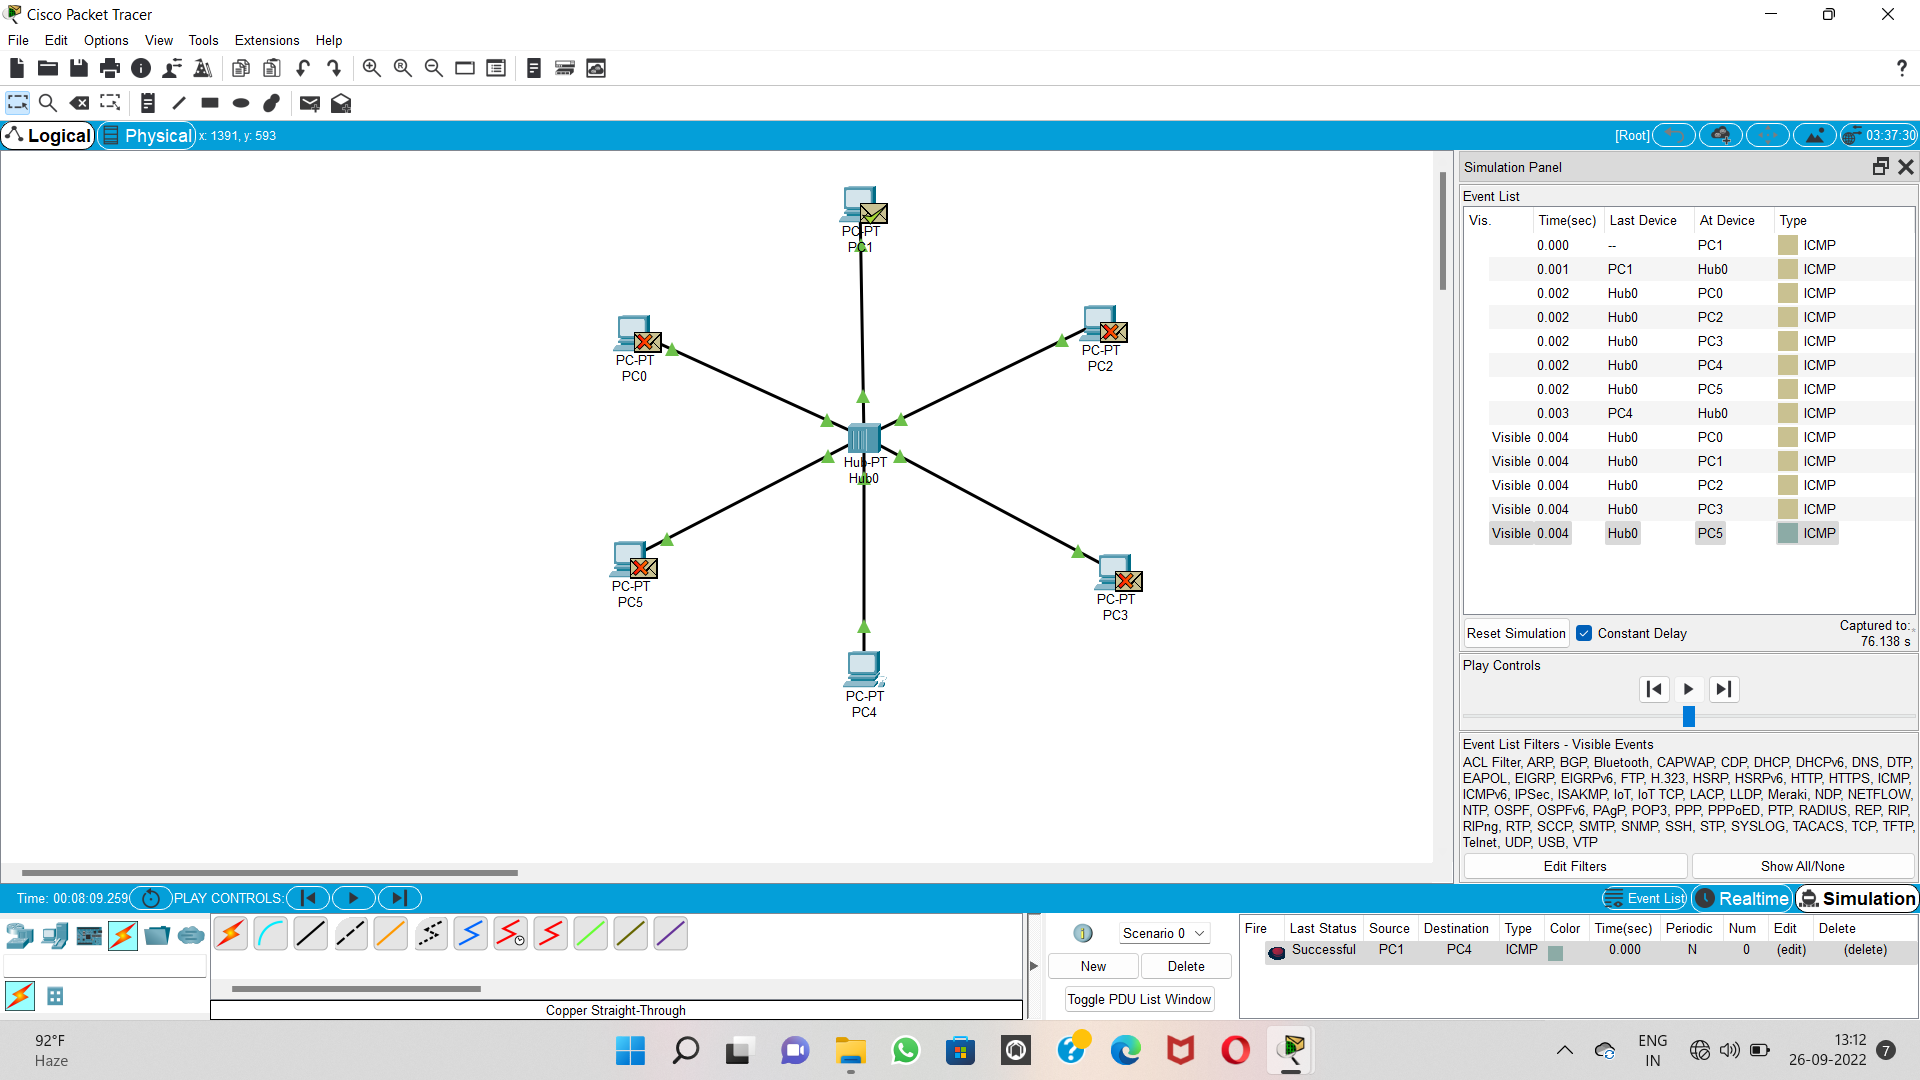 Cisco Packet Tracer
File Edit Options View Tools Extensions Help
Logical Physical x: 1391, y: 593 [Root] 03:37:30
PC-PT
PC1
PC-PT
PC0
PC-PT
PC2
Hub-PT
Hub0
PC-PT
PC5
PC-PT
PC3
PC-PT
PC4
Simulation Panel
Event List
Vis. Time(sec) Last Device At Device Type
0.000 -- PC1 ICMP
0.001 PC1 Hub0 ICMP
0.002 Hub0 PC0 ICMP
0.002 Hub0 PC2 ICMP
0.002 Hub0 PC3 ICMP
0.002 Hub0 PC4 ICMP
0.002 Hub0 PC5 ICMP
0.003 PC4 Hub0 ICMP
Visible 0.004 Hub0 PC0 ICMP
Visible 0.004 Hub0 PC1 ICMP
Visible 0.004 Hub0 PC2 ICMP
Visible 0.004 Hub0 PC3 ICMP
Visible 0.004 Hub0 PC5 ICMP
Reset Simulation Constant Delay Captured to:
76.138 s
Play Controls
Event List Filters - Visible Events
ACL Filter, ARP, BGP, Bluetooth, CAPWAP, CDP, DHCP, DHCPv6, DNS, DTP,
EAPOL, EIGRP, EIGRPv6, FTP, H.323, HSRP, HSRPv6, HTTP, HTTPS, ICMP,
ICMPv6, IPSec, ISAKMP, IoT, IoT TCP, LACP, LLDP, Meraki, NDP, NETFLOW,
NTP, OSPF, OSPFv6, PAgP, POP3, PPP, PPPoED, PTP, RADIUS, REP, RIP,
RIPng, RTP, SCCP, SMTP, SNMP, SSH, STP, SYSLOG, TACACS, TCP, TFTP,
Telnet, UDP, USB, VTP
Edit Filters Show All/None
Time: 00:08:09.259 PLAY CONTROLS: Event List Realtime Simulation
Scenario 0
New Delete
Toggle PDU List Window
Fire Last Status Source Destination Type Color Time(sec) Periodic Num Edit Delete
Successful PC1 PC4 ICMP 0.000 N 0 (edit) (delete)
Copper Straight-Through
92°F
Haze
ENG
IN
13:12
26-09-2022
7